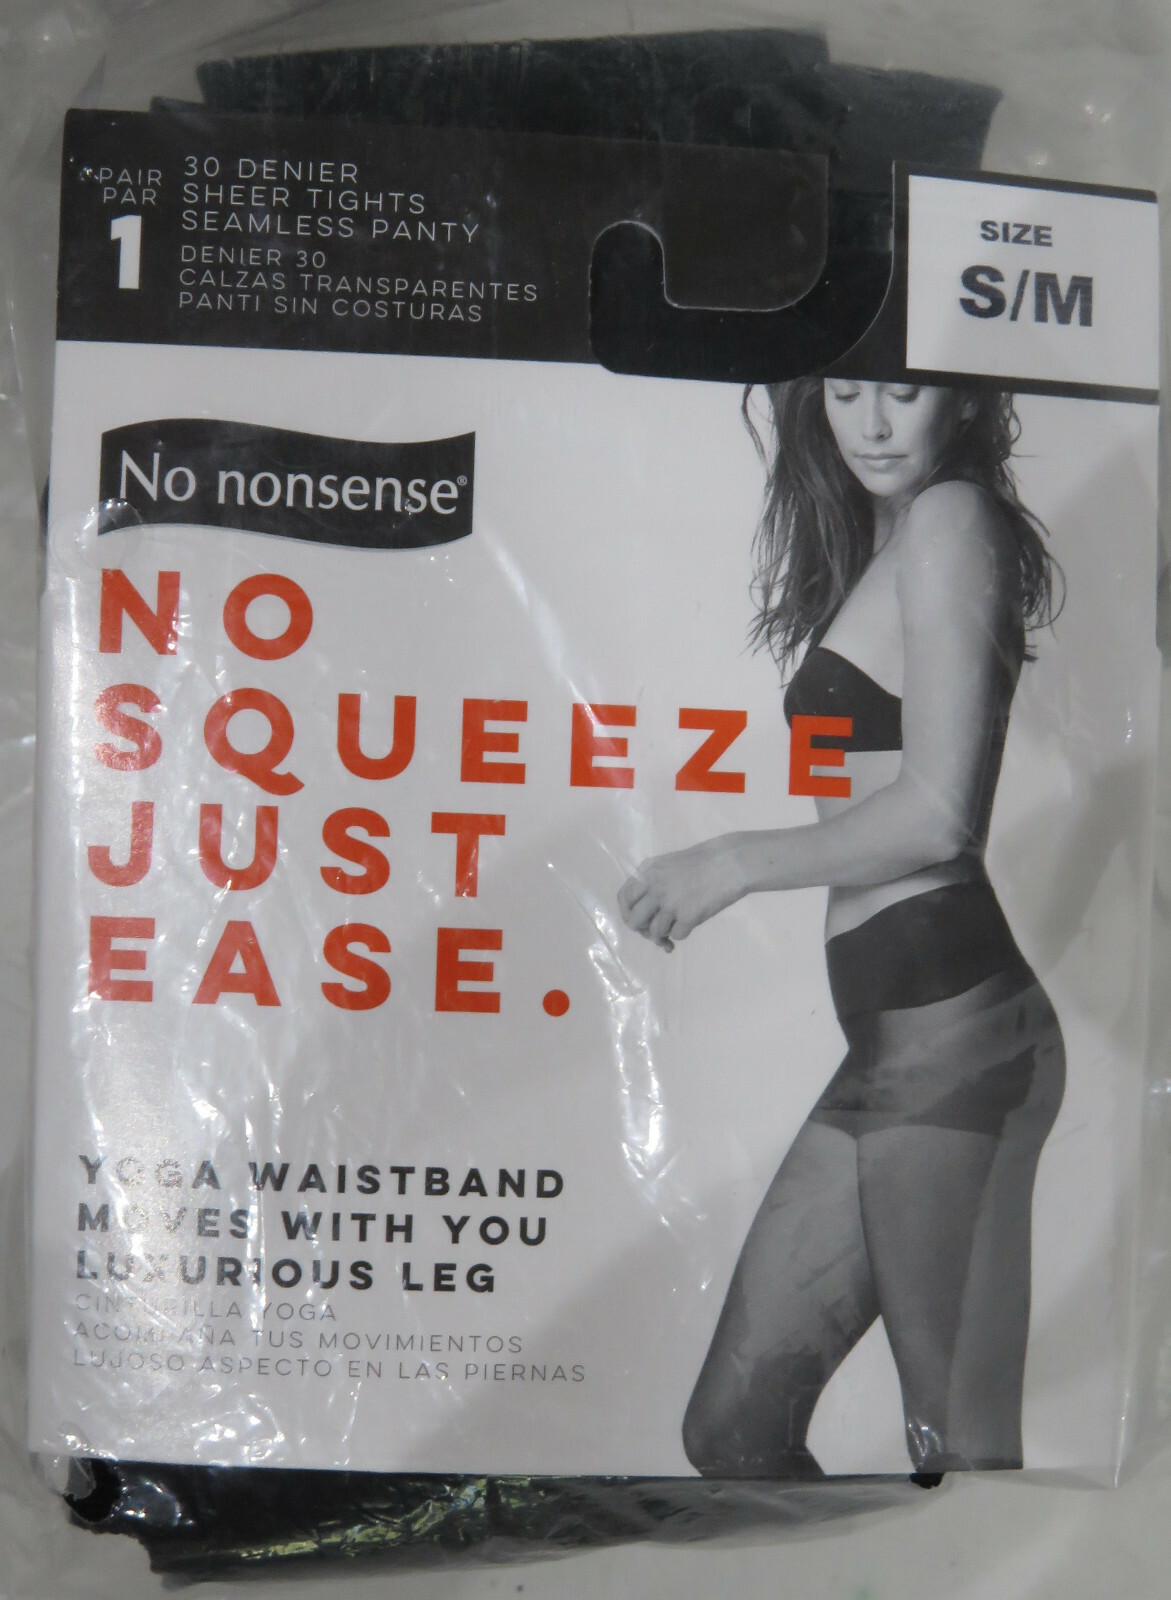 PAIR
PAR
1
30 DENIER
SHEER TIGHTS
SEAMLESS PANTY
DENIER 30
CALZAS TRANSPARENTES
PANTI SIN COSTURAS
SIZE
S/M
No nonsense®
NO
SQUEEZE
JUST
EASE.
YOGA WAISTBAND
MOVES WITH YOU
LUXURIOUS LEG
CINTURILLA YOGA
ACOMPAÑA TUS MOVIMIENTOS
LUJOSO ASPECTO EN LAS PIERNAS